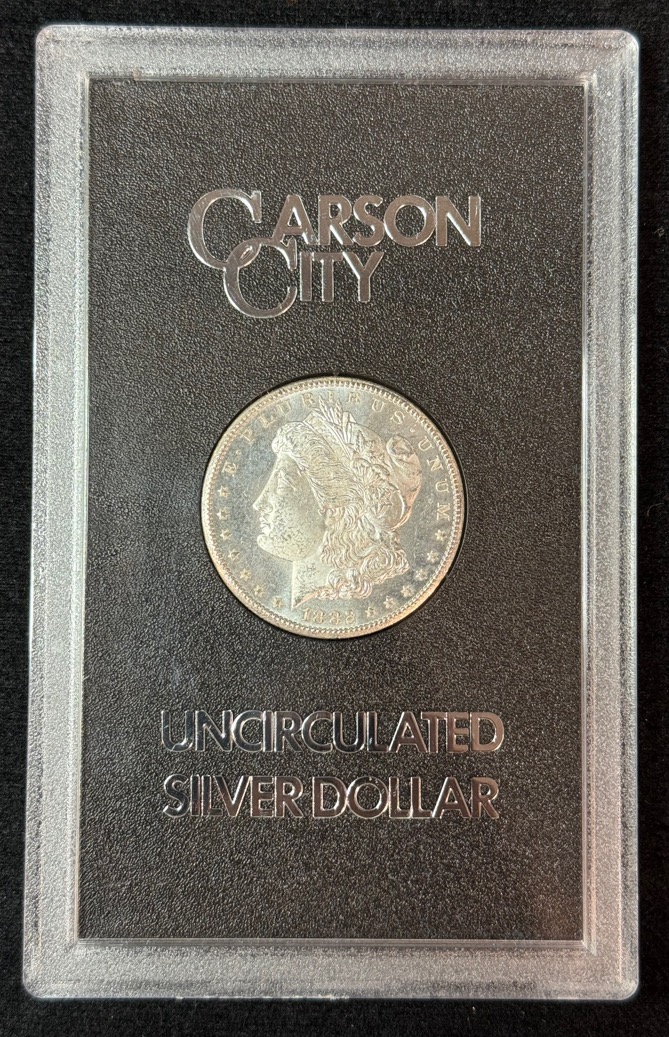 CARSON
CITY
E·PLURIBUS·UNUM
UNCIRCULATED
SILVER DOLLAR